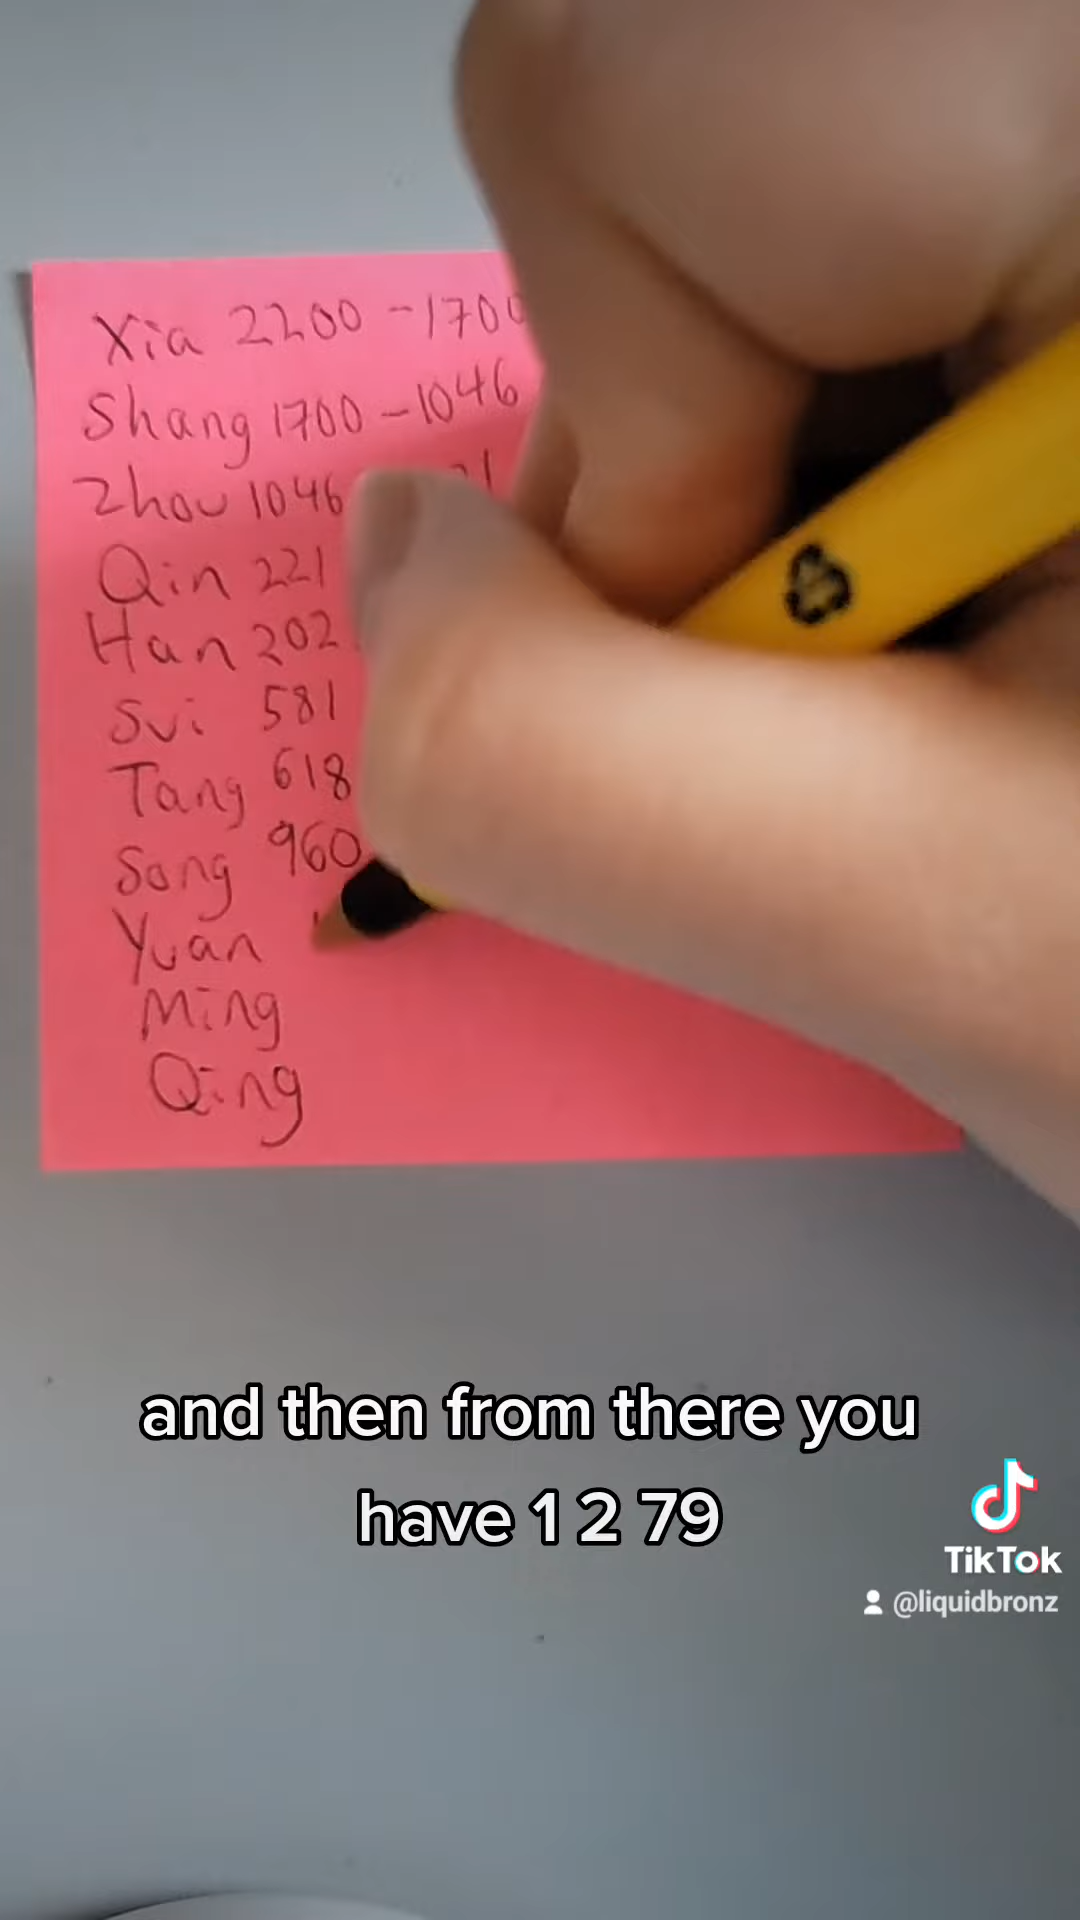 Xia 2200 - 1700
Shang 1700 - 1046
Zhou 1046
Qin 221
Han 202
Sui 581
Tang 618
Song 960
Yuan
Ming
Qing
and then from there you
have 1 2 79
TikTok
@liquidbronz